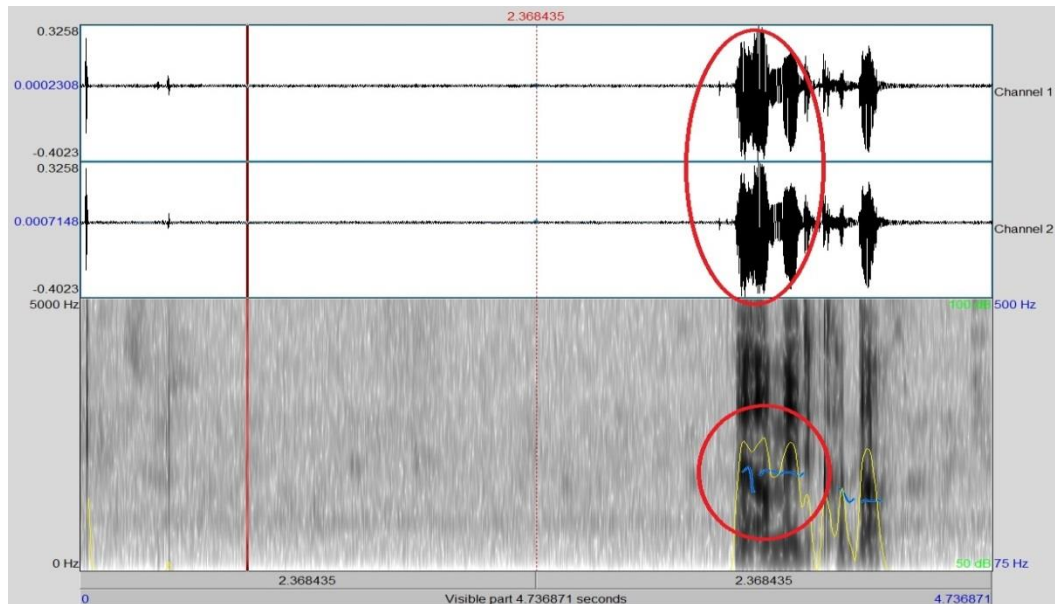 2.368435
0.3258
0.0002308
Channel 1
-0.4023
0.3258
0.0007148
Channel 2
-0.4023
5000 Hz 100 dB 500 Hz
0 Hz 50 dB 75 Hz
2.368435 2.368435
0 Visible part 4.736871 seconds 4.736871